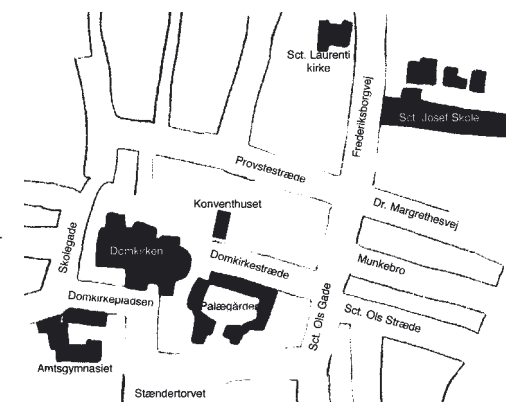 Sct. Laurenti
kirke
Frederiksborgvej
Sct. Josef Skole
Provstestræde
Dr. Margrethesvej
Konventhuset
Skolegade
Domkirken
Domkirkestræde
Munkebro
Domkirkepladsen
Palægården
Sct. Ols Gade
Sct. Ols Stræde
Amtsgymnasiet
Stændertorvet